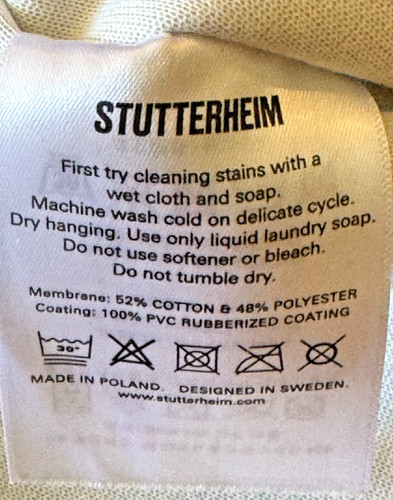 STUTTERHEIM
First try cleaning stains with a
wet cloth and soap.
Machine wash cold on delicate cycle.
Dry hanging. Use only liquid laundry soap.
Do not use softener or bleach.
Do not tumble dry.
Membrane: 52% COTTON & 48% POLYESTER
Coating: 100% PVC RUBBERIZED COATING
30°
MADE IN POLAND. DESIGNED IN SWEDEN.
www.stutterheim.com